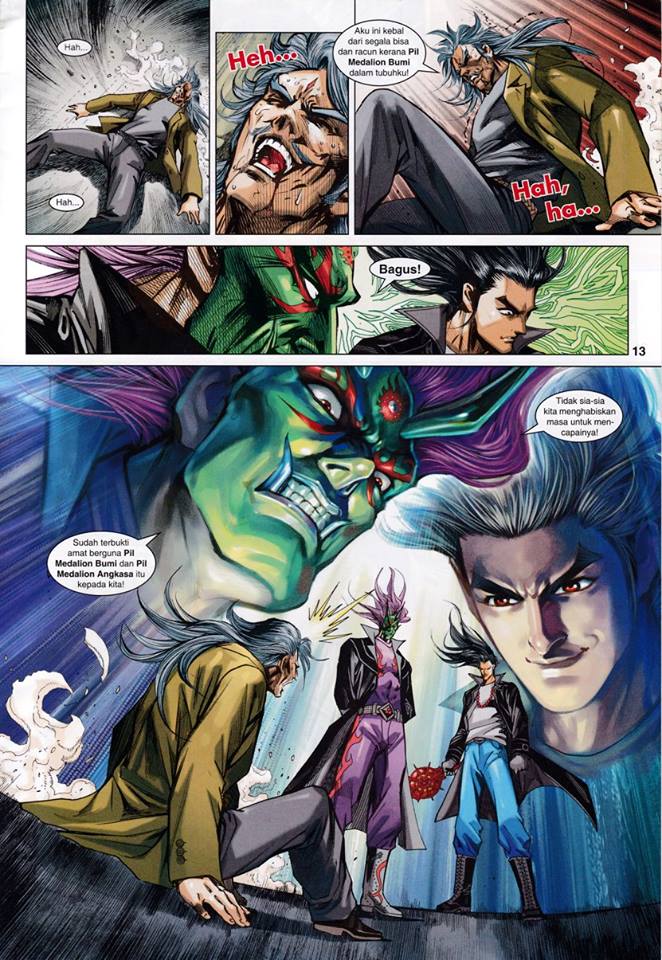 Hah...
Hah...
Heh...
Aku ini kebal
dari segala bisa
dan racun kerana Pil
Medalion Bumi
dalam tubuhku!
Hah,
ha...
Bagus!
13
Tidak sia-sia
kita menghabiskan
masa untuk men-
capainya!
Sudah terbukti
amat berguna Pil
Medalion Bumi dan Pil
Medalion Angkasa itu
kepada kita!